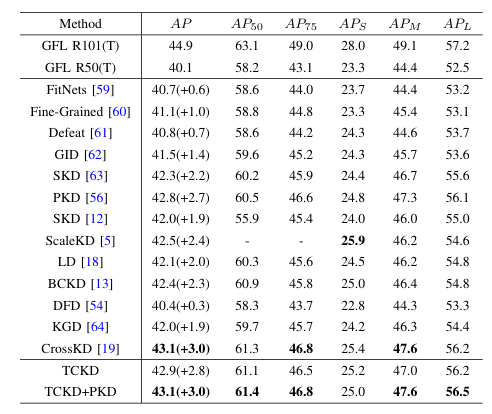 Method AP AP50 AP75 APS APM APL
GFL R101(T) 44.9 63.1 49.0 28.0 49.1 57.2
GFL R50(T) 40.1 58.2 43.1 23.3 44.4 52.5
FitNets [59] 40.7(+0.6) 58.6 44.0 23.7 44.4 53.2
Fine-Grained [60] 41.1(+1.0) 58.8 44.8 23.3 45.4 53.1
Defeat [61] 40.8(+0.7) 58.6 44.2 24.3 44.6 53.7
GID [62] 41.5(+1.4) 59.6 45.2 24.3 45.7 53.6
SKD [63] 42.3(+2.2) 60.2 45.9 24.4 46.7 55.6
PKD [56] 42.8(+2.7) 60.5 46.6 24.8 47.3 56.1
SKD [12] 42.0(+1.9) 55.9 45.4 24.0 46.0 55.0
ScaleKD [5] 42.5(+2.4) - - 25.9 46.2 54.6
LD [18] 42.1(+2.0) 60.3 45.6 24.5 46.2 54.8
BCKD [13] 42.4(+2.3) 60.9 45.8 25.0 46.4 54.8
DFD [54] 40.4(+0.3) 58.3 43.7 22.8 44.3 53.3
KGD [64] 42.0(+1.9) 59.7 45.7 24.2 46.3 54.4
CrossKD [19] 43.1(+3.0) 61.3 46.8 25.4 47.6 56.2
TCKD 42.9(+2.8) 61.1 46.5 25.2 47.0 56.2
TCKD+PKD 43.1(+3.0) 61.4 46.8 25.0 47.6 56.5